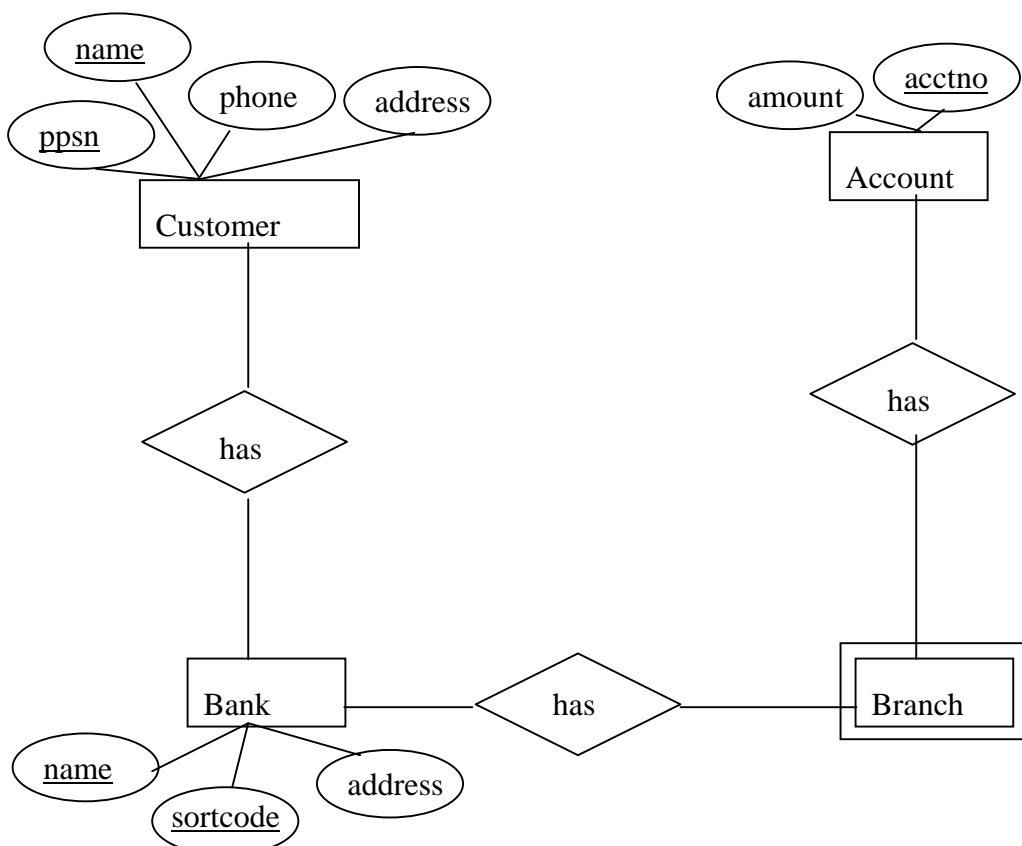 name
phone
address
ppsn
Customer
amount
acctno
Account
has
has
Bank
has
Branch
name
sortcode
address